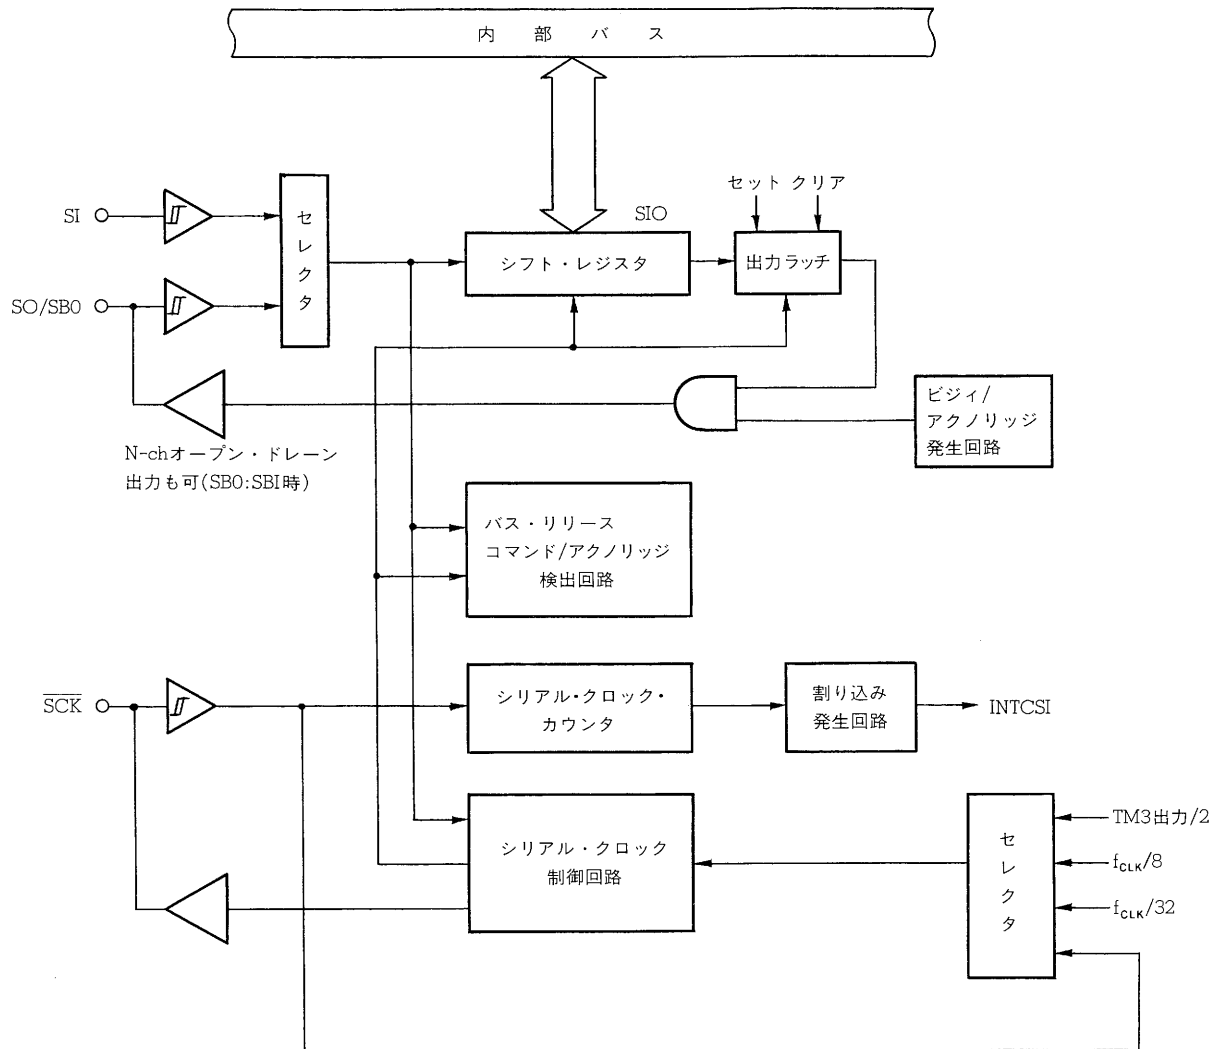 内部バス
セット クリア
SI
SIO
セレクタ
シフト・レジスタ
出力ラッチ
SO/SB0
ビジィ/
アクノリッジ
発生回路
N-chオープン・ドレーン
出力も可(SB0:SBI時)
バス・リリース
コマンド/アクノリッジ
検出回路
SCK
シリアル・クロック・
カウンタ
割り込み
発生回路
INTCSI
シリアル・クロック
制御回路
セレクタ
TM3出力/2
fCLK/8
fCLK/32